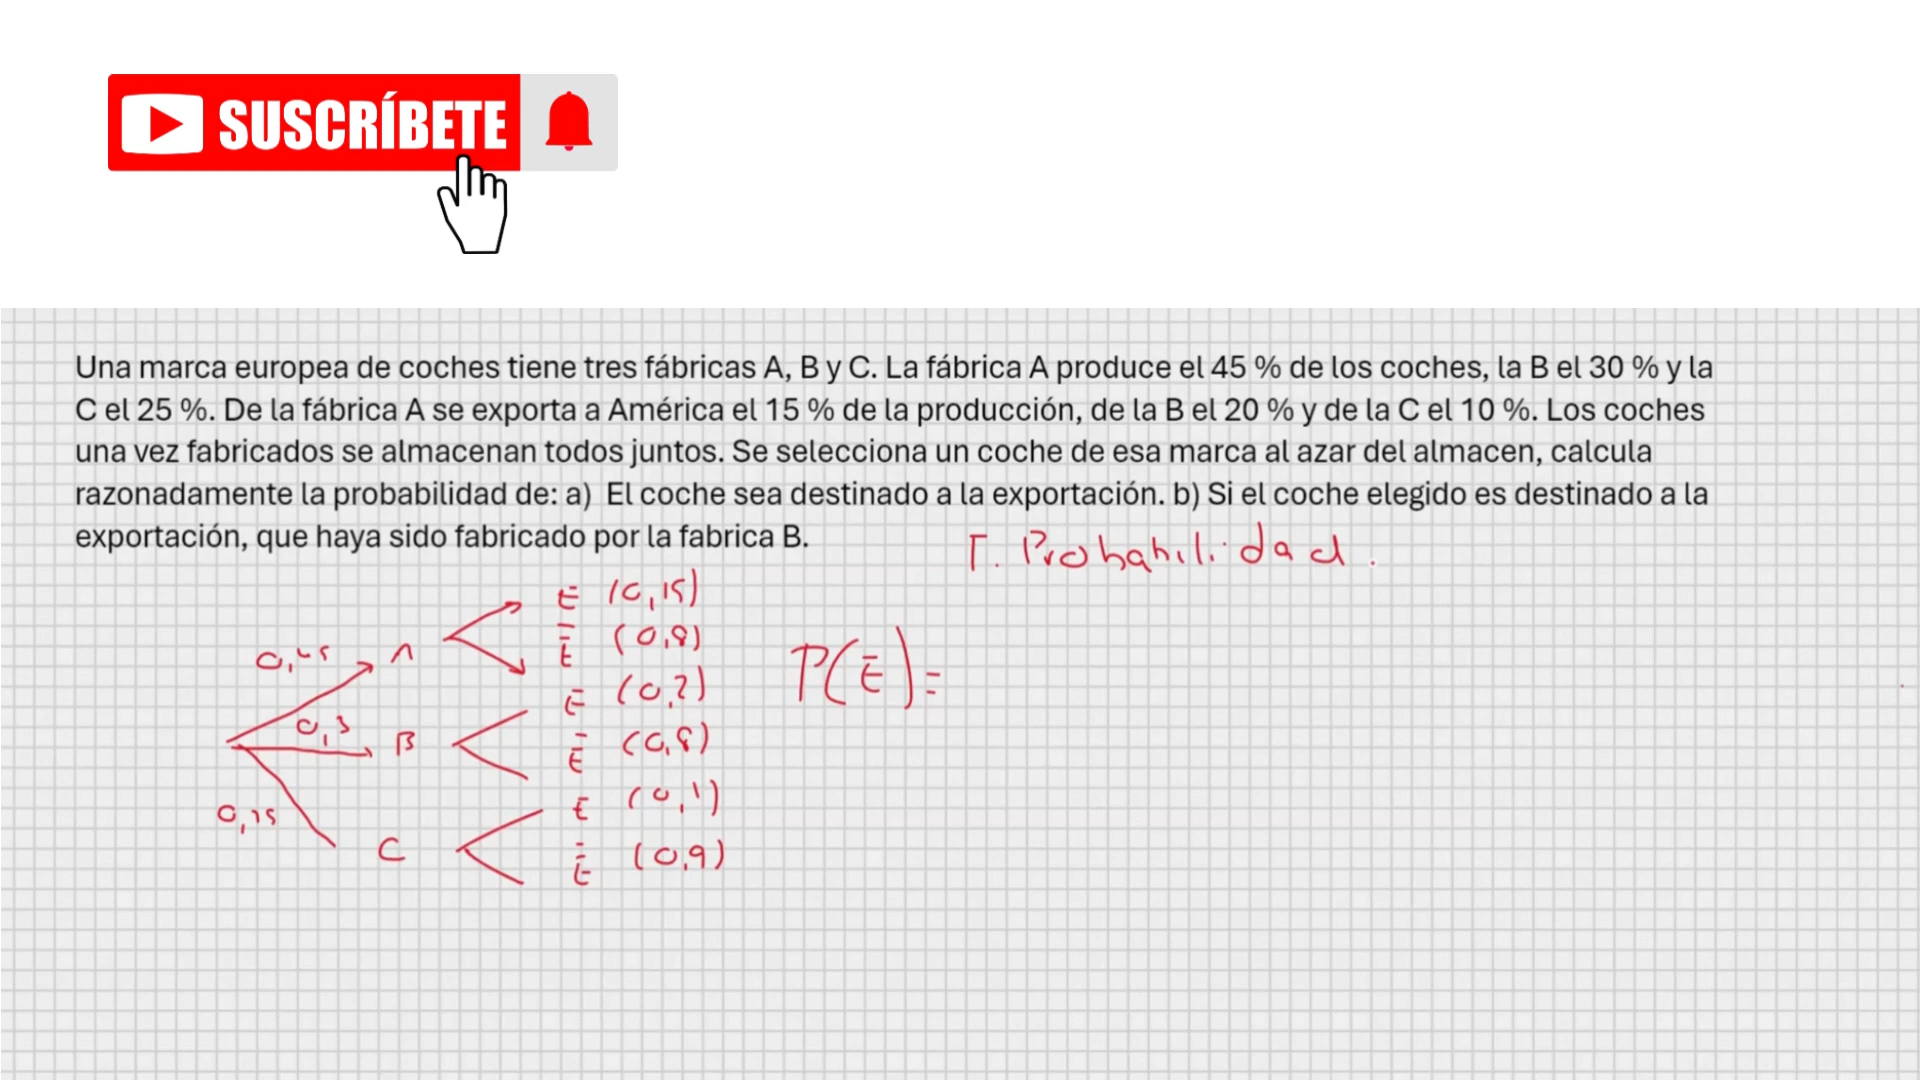 SUSCRÍBETE
Una marca europea de coches tiene tres fábricas A, B y C. La fábrica A produce el 45 % de los coches, la B el 30 % y la
C el 25 %. De la fábrica A se exporta a América el 15 % de la producción, de la B el 20 % y de la C el 10 %. Los coches
una vez fabricados se almacenan todos juntos. Se selecciona un coche de esa marca al azar del almacen, calcula
razonadamente la probabilidad de: a) El coche sea destinado a la exportación. b) Si el coche elegido es destinado a la
exportación, que haya sido fabricado por la fabrica B.
T. Probabilidad.
E (0,15)
0,45 A
Ē (0,8)
P(E)=
E (0,2)
0,3 B
Ē (0,8)
E (0,1)
0,25
C
Ē (0,9)